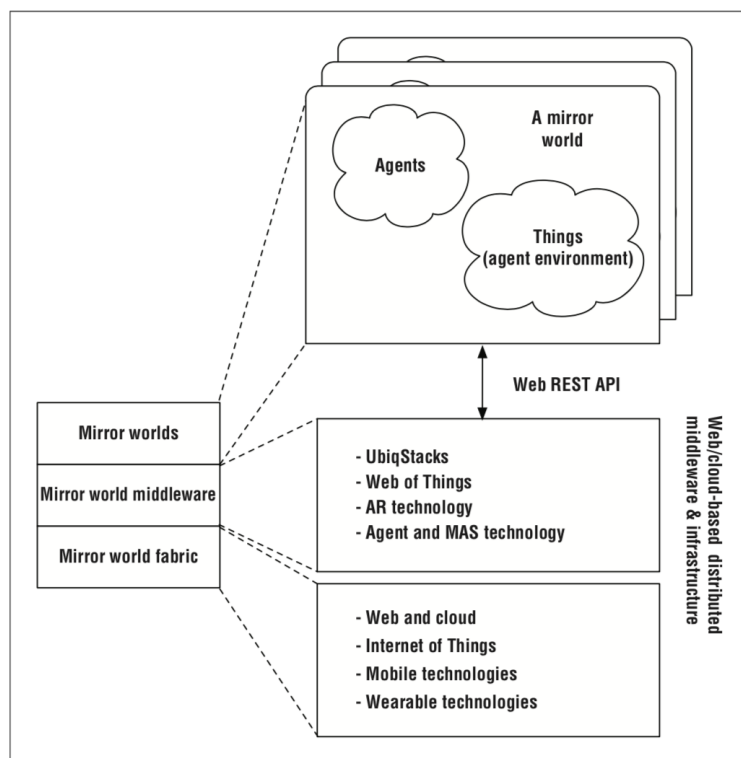 A mirror
world
Agents
Things
(agent environment)
Web REST API
Mirror worlds
Mirror world middleware
Mirror world fabric
- UbiqStacks
- Web of Things
- AR technology
- Agent and MAS technology
- Web and cloud
- Internet of Things
- Mobile technologies
- Wearable technologies
Web/cloud-based distributed
middleware & infrastructure